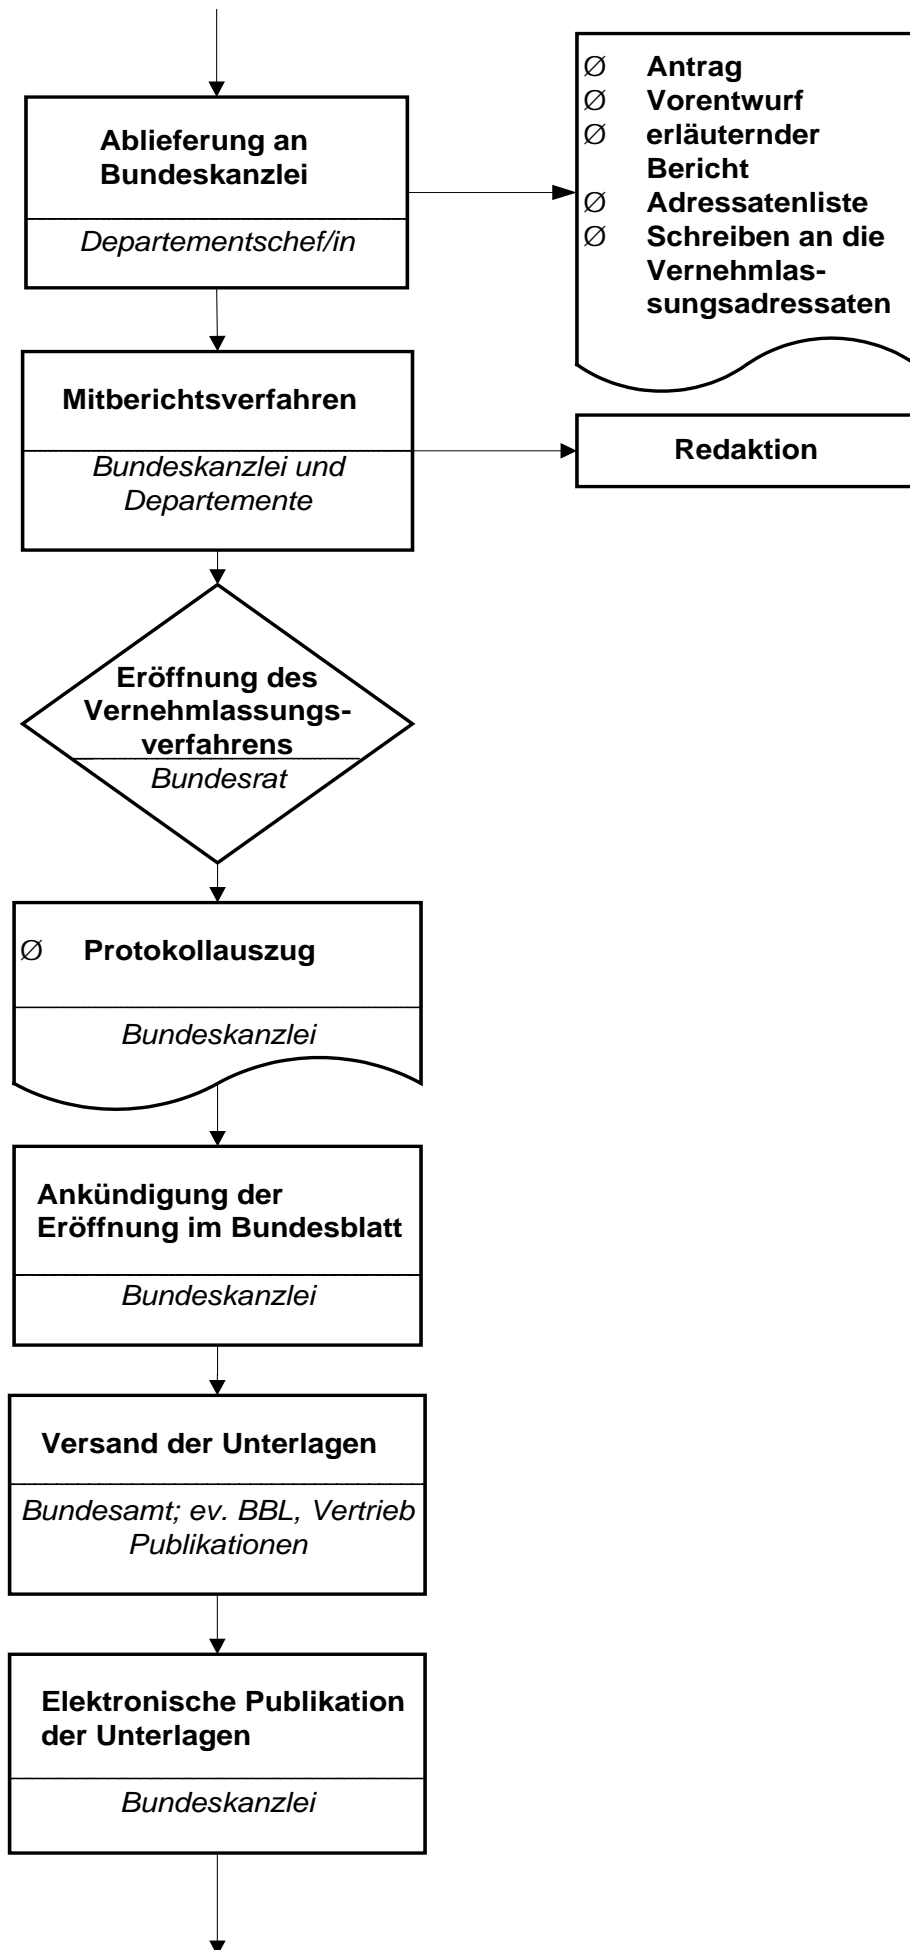 Ablieferung an
Bundeskanzlei
Departementschef/in
Ø Antrag
Ø Vorentwurf
Ø erläuternder
Bericht
Ø Adressatenliste
Ø Schreiben an die
Vernehmlas-
sungsadressaten
Mitberichtsverfahren
Bundeskanzlei und
Departemente
Redaktion
Eröffnung des
Vernehmlassungs-
verfahrens
Bundesrat
Ø Protokollauszug
Bundeskanzlei
Ankündigung der
Eröffnung im Bundesblatt
Bundeskanzlei
Versand der Unterlagen
Bundesamt; ev. BBL, Vertrieb
Publikationen
Elektronische Publikation
der Unterlagen
Bundeskanzlei